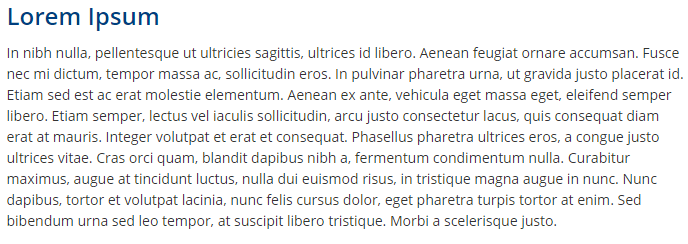 Lorem Ipsum
In nibh nulla, pellentesque ut ultricies sagittis, ultrices id libero. Aenean feugiat ornare accumsan. Fusce
nec mi dictum, tempor massa ac, sollicitudin eros. In pulvinar pharetra urna, ut gravida justo placerat id.
Etiam sed est ac erat molestie elementum. Aenean ex ante, vehicula eget massa eget, eleifend semper
libero. Etiam semper, lectus vel iaculis sollicitudin, arcu justo consectetur lacus, quis consequat diam
erat at mauris. Integer volutpat et erat et consequat. Phasellus pharetra ultrices eros, a congue justo
ultrices vitae. Cras orci quam, blandit dapibus nibh a, fermentum condimentum nulla. Curabitur
maximus, augue at tincidunt luctus, nulla dui euismod risus, in tristique magna augue in nunc. Nunc
dapibus, tortor et volutpat lacinia, nunc felis cursus dolor, eget pharetra turpis tortor at enim. Sed
bibendum urna sed leo tempor, at suscipit libero tristique. Morbi a scelerisque justo.